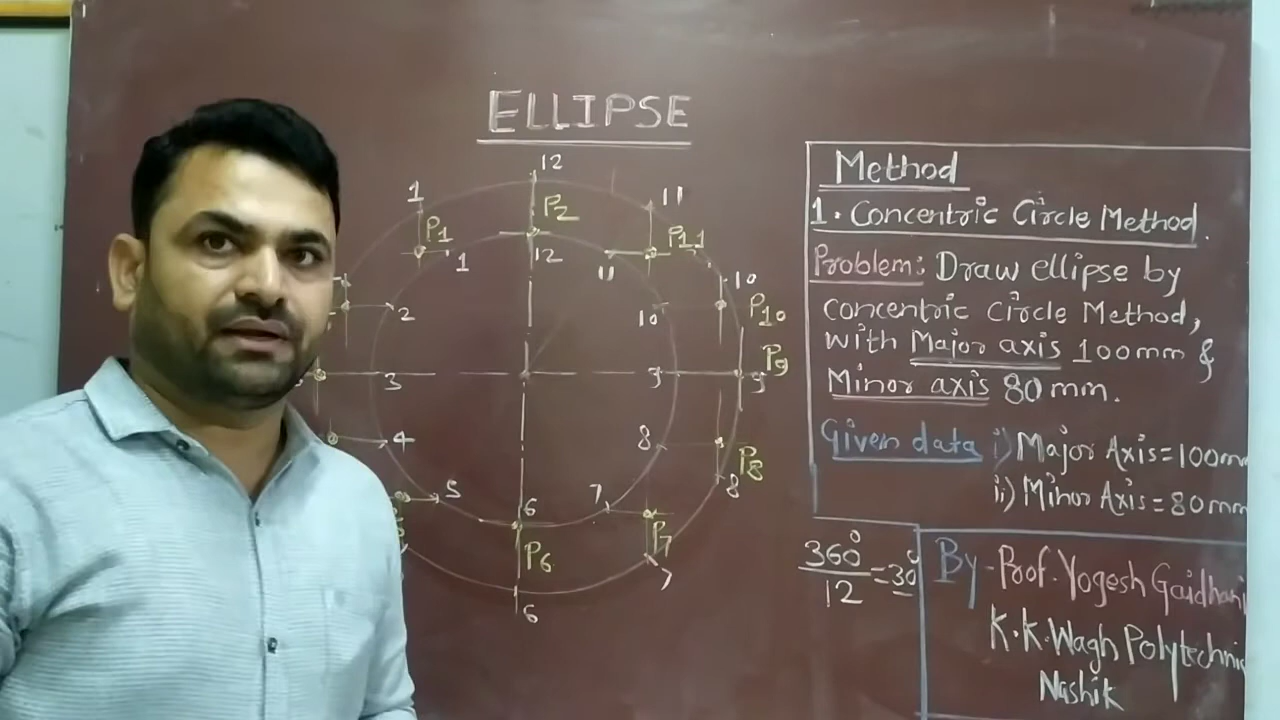 ELLIPSE
12
1
11
P1
P2
P11
1
12
11
10
2
10
P10
3
9
9
P9
4
8
P8
8
5
6
7
P7
P6
7
6
Method
1. Concentric Circle Method.
Problem: Draw ellipse by
concentric Circle Method,
with Major axis 100mm &
Minor axis 80 mm.
Given data i) Major Axis=100mm
ii) Minor Axis=80mm
360°
12
=30°
By - Prof. Yogesh Gaidhani
K.K.Wagh Polytechnic
Nashik